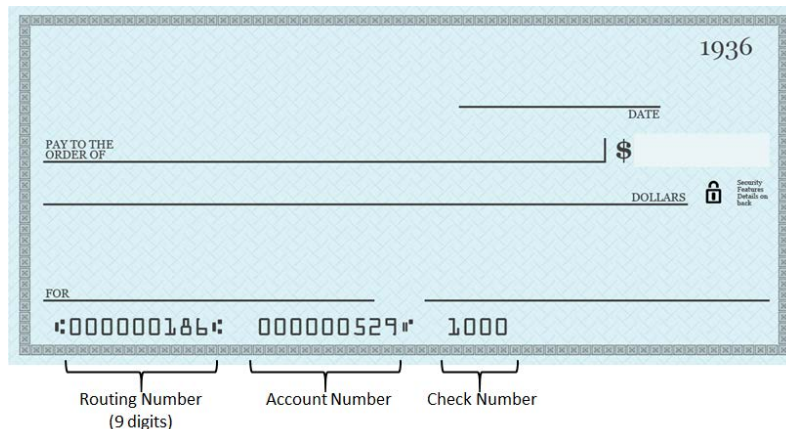 1936
DATE
PAY TO THE
ORDER OF
$
DOLLARS
Security
Features
Details on
back
FOR
⑆000000186⑆ 000000529⑈ 1000
Routing Number
(9 digits)
Account Number
Check Number